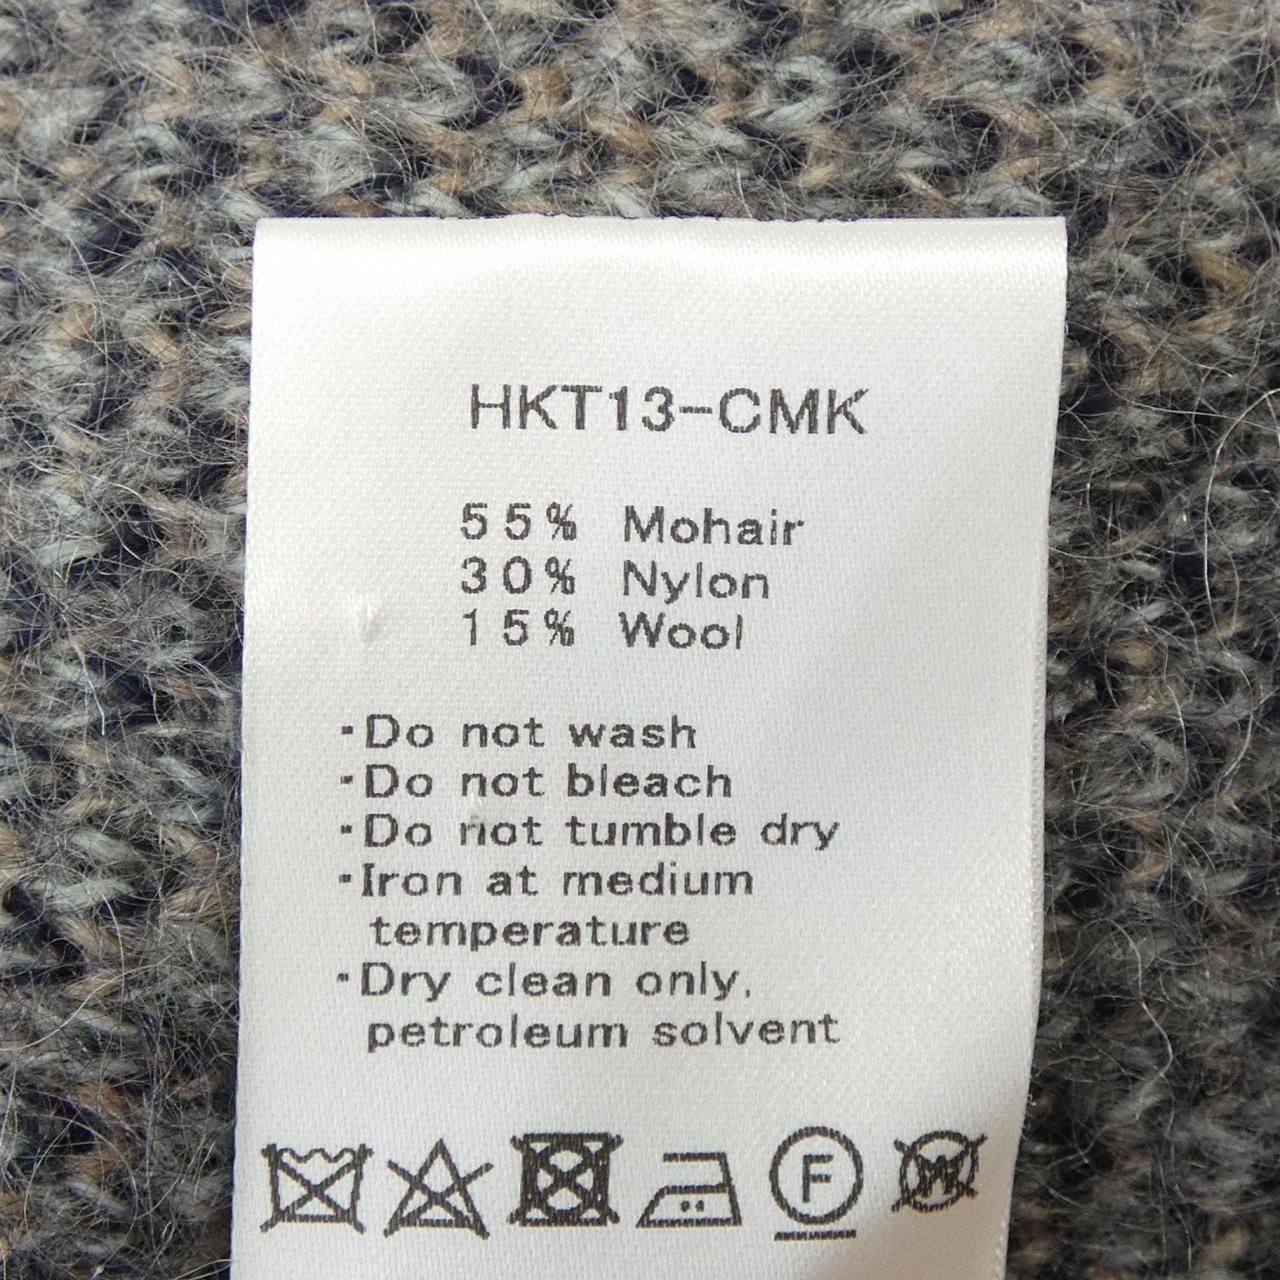 HKT13-CMK
55% Mohair
30% Nylon
15% Wool
・Do not wash
・Do not bleach
・Do not tumble dry
・Iron at medium
temperature
・Dry clean only,
petroleum solvent
F
W